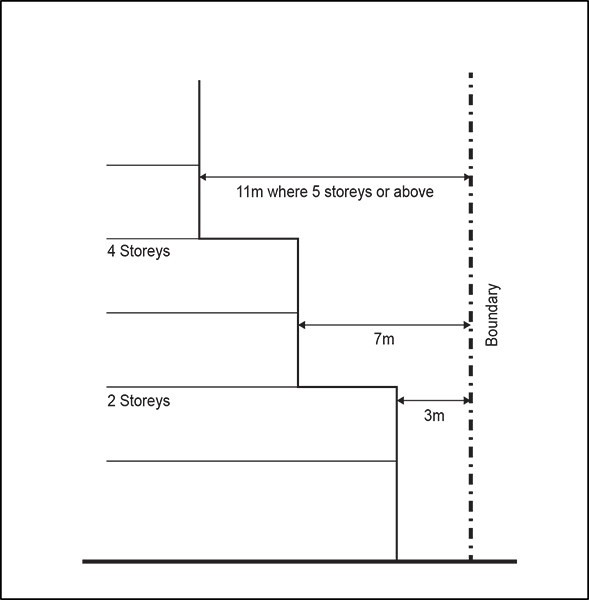 11m where 5 storeys or above
4 Storeys
Boundary
7m
2 Storeys
3m